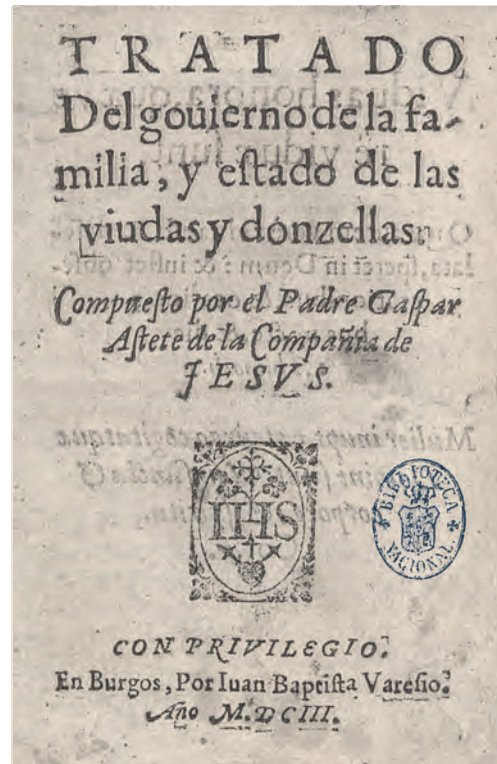 TRATADO
Del gouierno de la fa-
milia, y eſtado de las
viudas y donzellas.
Compueſto por el Padre Gaſpar
Aſtete de la Compañia de
JESVS.
IHS
BIBLIOTECA
NACIONAL
CON PRIVILEGIO.
En Burgos, Por Iuan Baptiſta Vareſio.
Año M.DCIII.